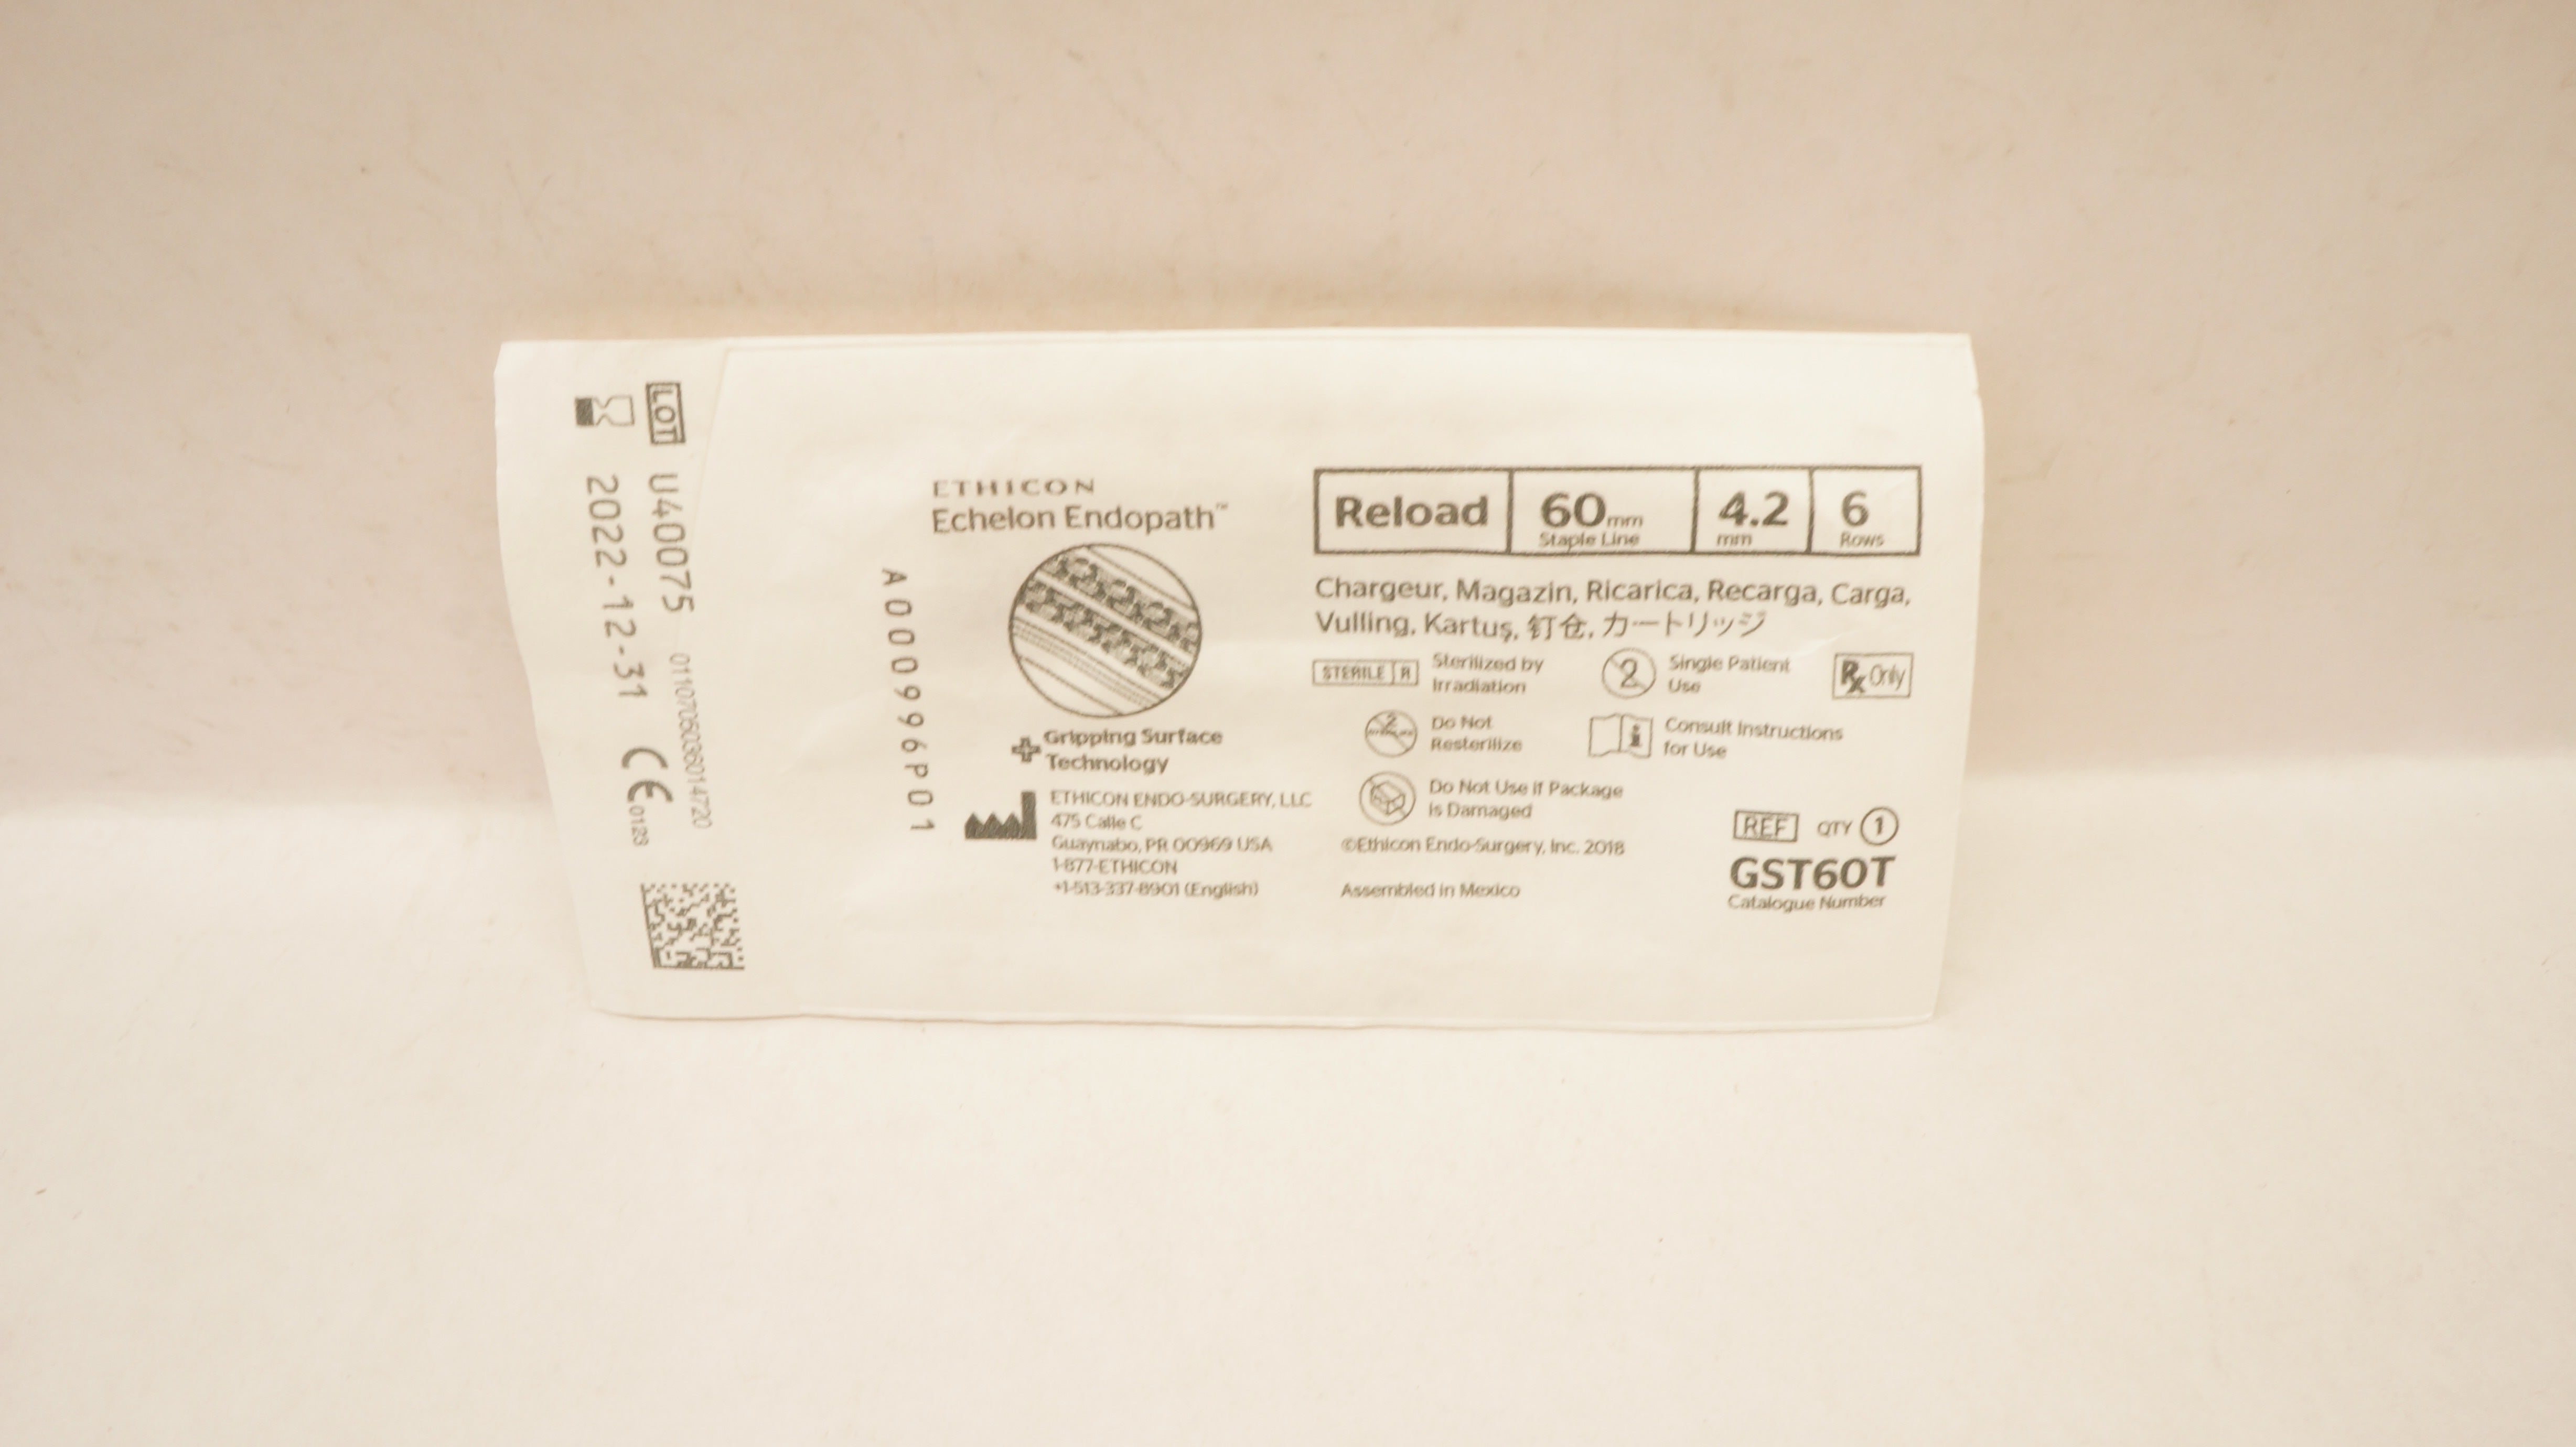 LOT U40075
2022-12-31
CE 0123
ETHICON
Echelon Endopath™
A000996P01
Gripping Surface
Technology
ETHICON ENDO-SURGERY, LLC
475 Calle C
Guaynabo, PR 00969 USA
1-877-ETHICON
+1-513-337-8901 (English)
Reload 60 mm Staple Line 4.2 mm 6 Rows
Chargeur, Magazin, Ricarica, Recarga, Carga,
Vulling, Kartuş, 钉仓, カートリッジ
STERILE R Sterilized by
Irradiation
2 Single Patient
Use
Rx Only
Do Not
Resterilize
Consult Instructions
for Use
Do Not Use if Package
is Damaged
©Ethicon Endo-Surgery, Inc. 2018
Assembled in Mexico
REF QTY 1
GST60T
Catalogue Number